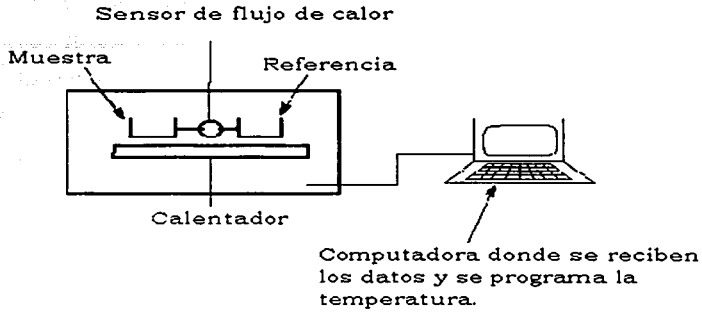 Sensor de flujo de calor
Muestra
Referencia
Calentador
Computadora donde se reciben
los datos y se programa la
temperatura.